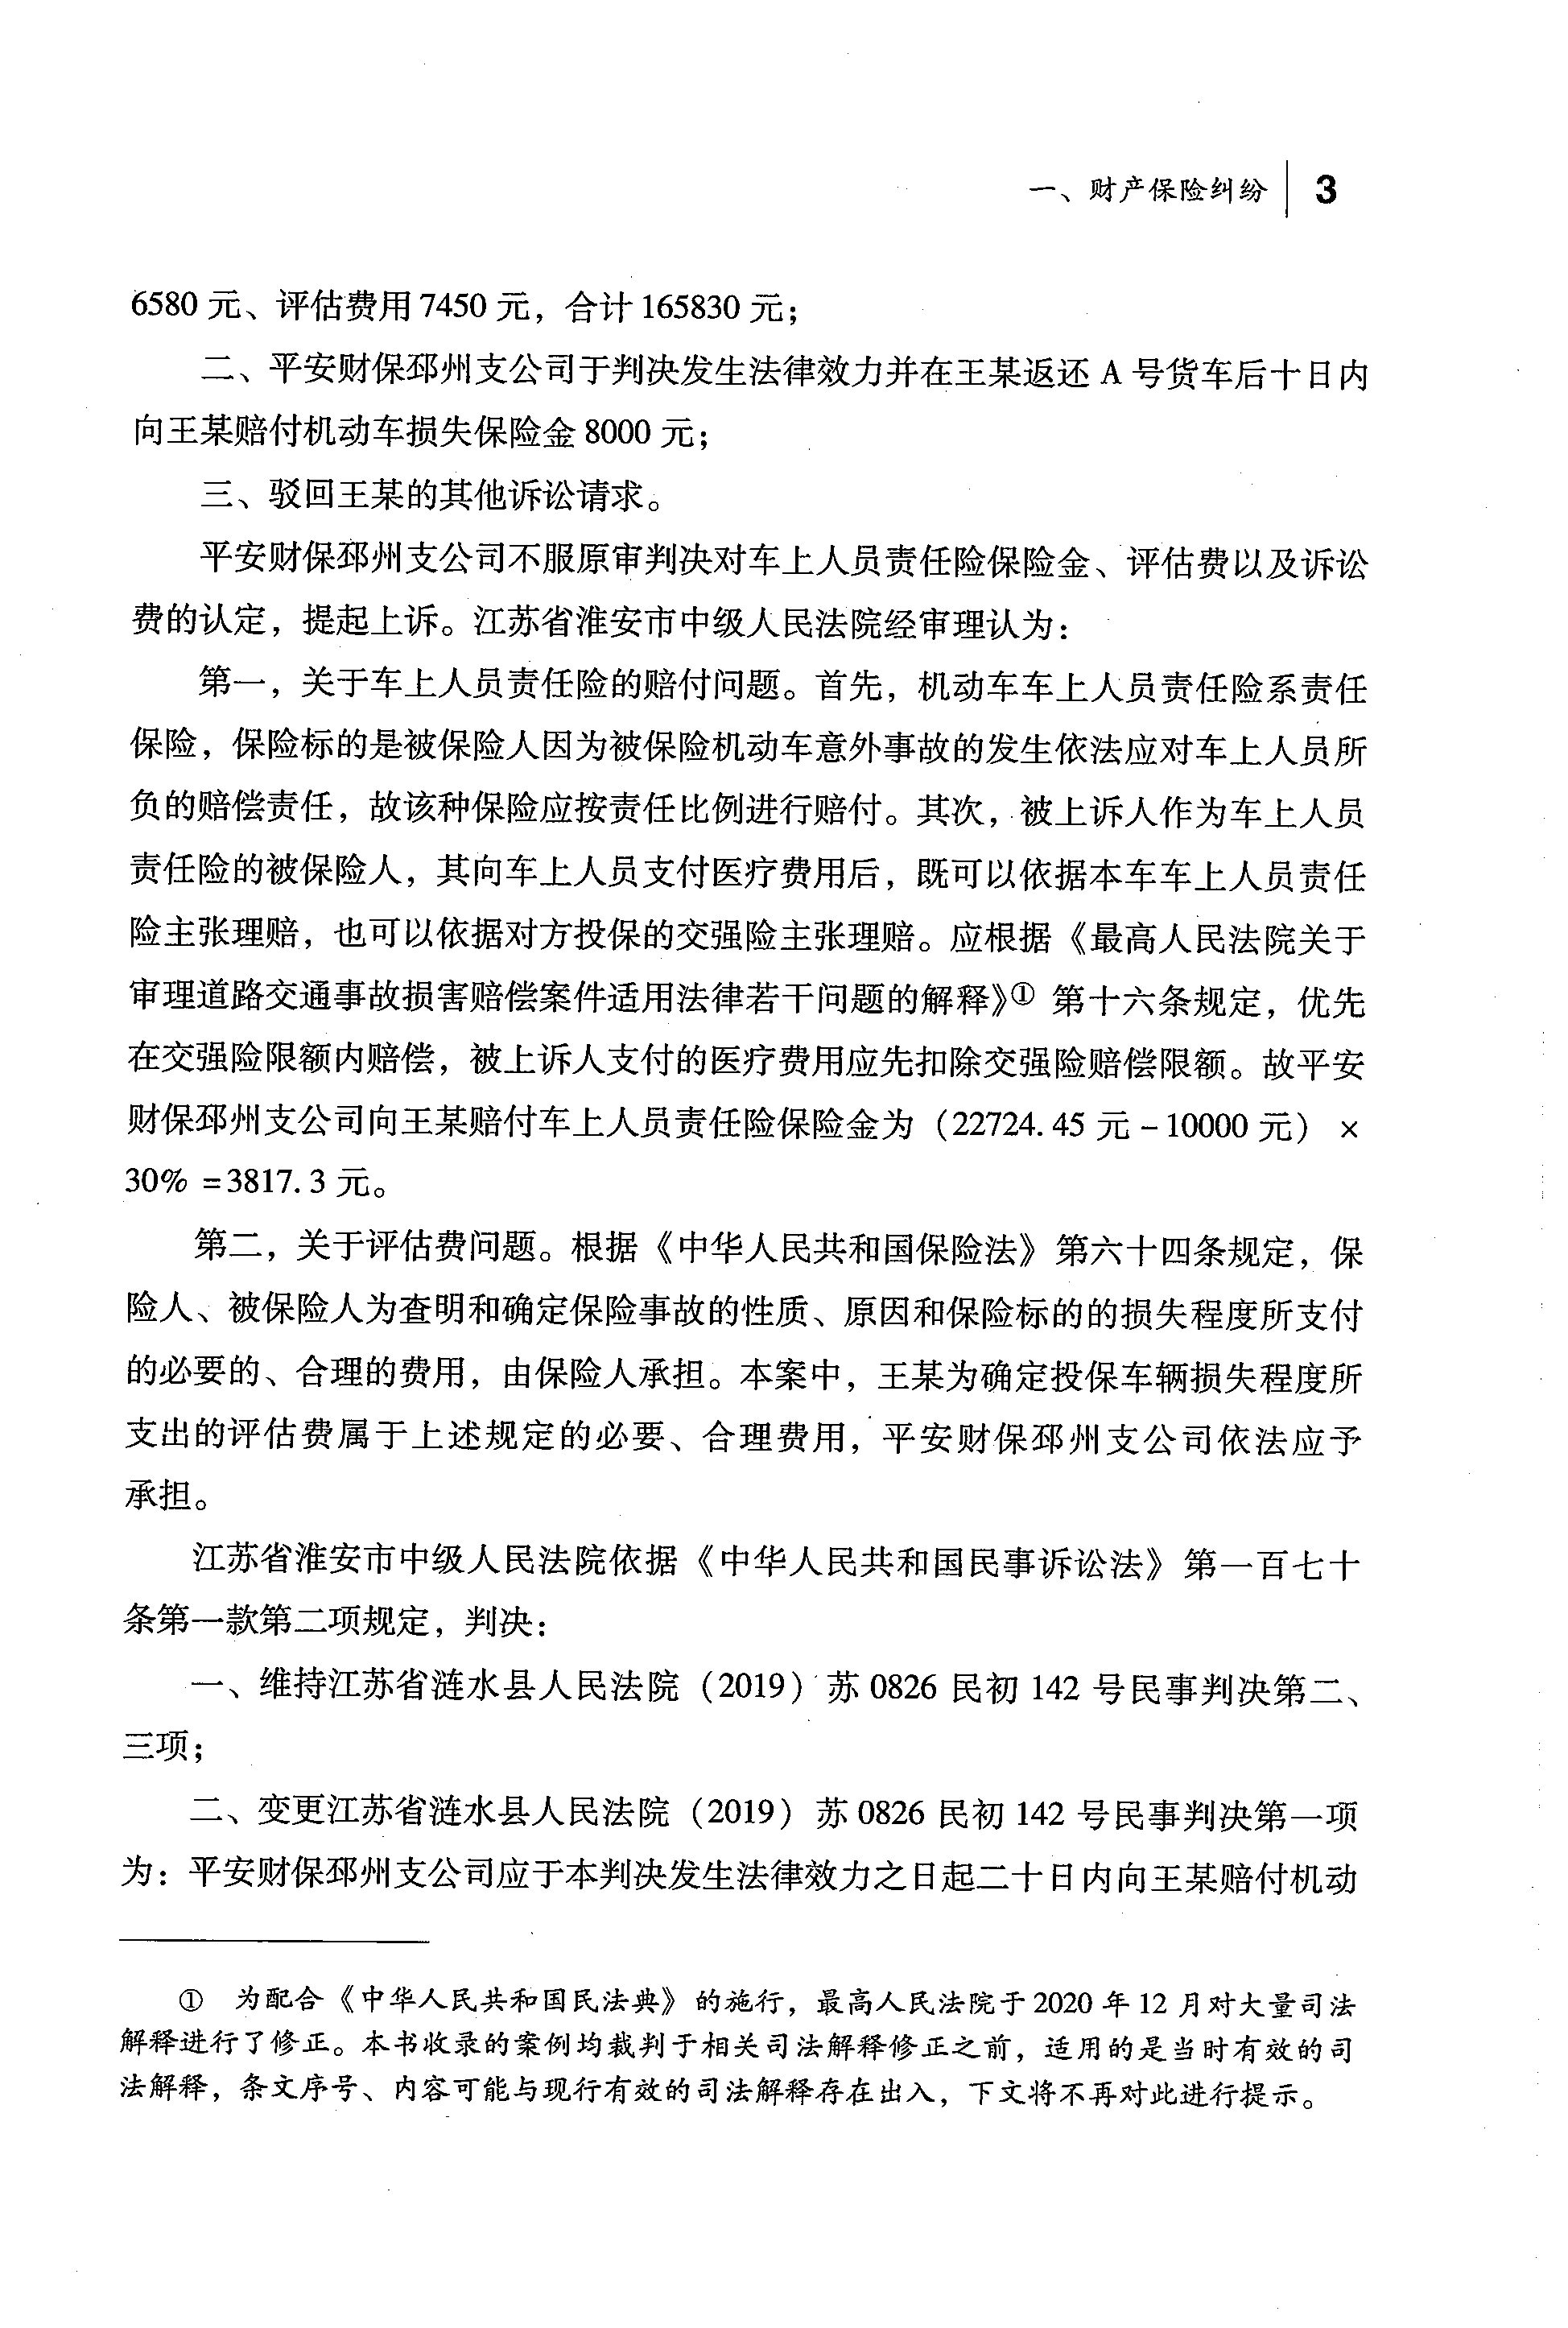 一、财产保险纠纷 3
6580 元、评估费用 7450 元，合计 165830 元；
二、平安财保邳州支公司于判决发生法律效力并在王某返还 A 号货车后十日内
向王某赔付机动车损失保险金 8000 元；
三、驳回王某的其他诉讼请求。
平安财保邳州支公司不服原审判决对车上人员责任险保险金、评估费以及诉讼
费的认定，提起上诉。江苏省淮安市中级人民法院经审理认为：
第一，关于车上人员责任险的赔付问题。首先，机动车车上人员责任险系责任
保险，保险标的是被保险人因为被保险机动车意外事故的发生依法应对车上人员所
负的赔偿责任，故该种保险应按责任比例进行赔付。其次，被上诉人作为车上人员
责任险的被保险人，其向车上人员支付医疗费用后，既可以依据本车车上人员责任
险主张理赔，也可以依据对方投保的交强险主张理赔。应根据《最高人民法院关于
审理道路交通事故损害赔偿案件适用法律若干问题的解释》① 第十六条规定，优先
在交强险限额内赔偿，被上诉人支付的医疗费用应先扣除交强险赔偿限额。故平安
财保邳州支公司向王某赔付车上人员责任险保险金为（22724.45 元－10000 元）×
30% =3817.3 元。
第二，关于评估费问题。根据《中华人民共和国保险法》第六十四条规定，保
险人、被保险人为查明和确定保险事故的性质、原因和保险标的的损失程度所支付
的必要的、合理的费用，由保险人承担。本案中，王某为确定投保车辆损失程度所
支出的评估费属于上述规定的必要、合理费用，平安财保邳州支公司依法应予
承担。
江苏省淮安市中级人民法院依据《中华人民共和国民事诉讼法》第一百七十
条第一款第二项规定，判决：
一、维持江苏省涟水县人民法院（2019）苏 0826 民初 142 号民事判决第二、
三项；
二、变更江苏省涟水县人民法院（2019）苏 0826 民初 142 号民事判决第一项
为：平安财保邳州支公司应于本判决发生法律效力之日起二十日内向王某赔付机动
① 为配合《中华人民共和国民法典》的施行，最高人民法院于 2020 年 12 月对大量司法
解释进行了修正。本书收录的案例均裁判于相关司法解释修正之前，适用的是当时有效的司
法解释，条文序号、内容可能与现行有效的司法解释存在出入，下文将不再对此进行提示。